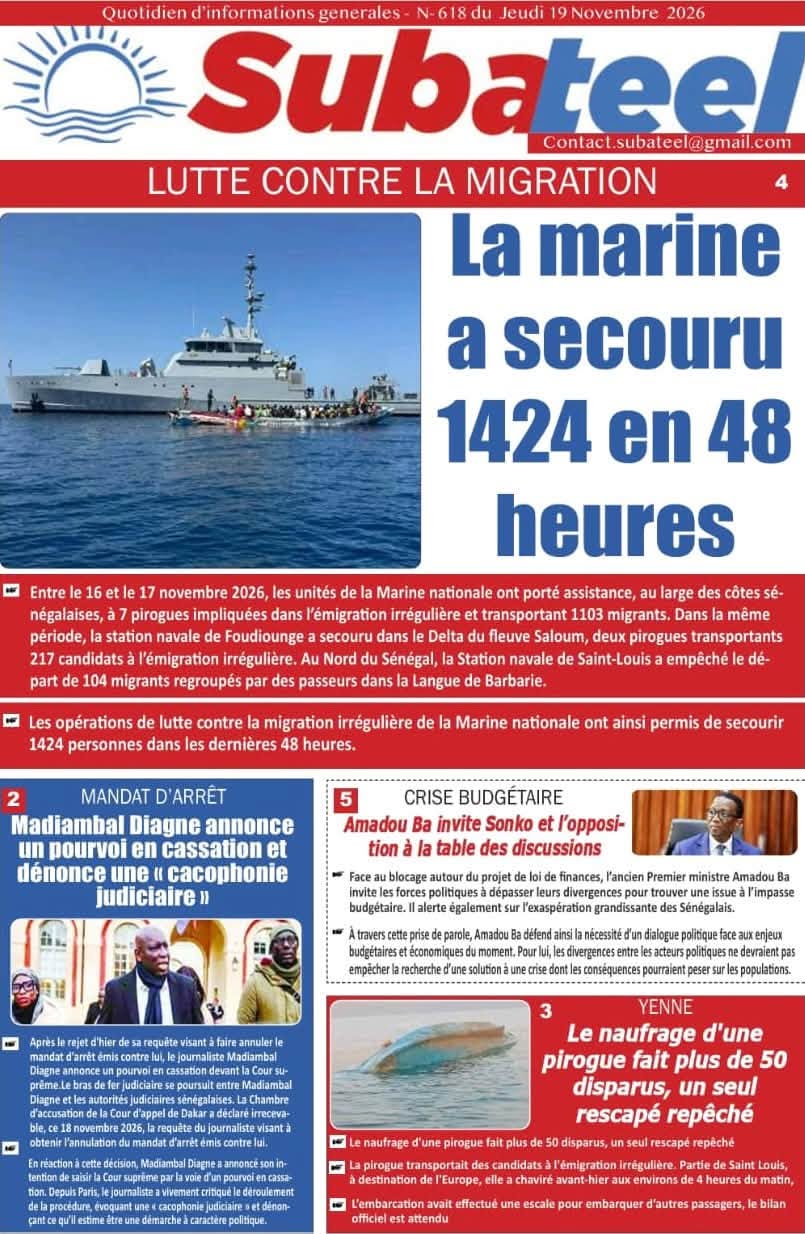 Quotidien d'informations generales - N- 618 du Jeudi 19 Novembre 2026
Subateel
Contact.subateel@gmail.com
LUTTE CONTRE LA MIGRATION 4
La marine
a secouru
1424 en 48
heures
Entre le 16 et le 17 novembre 2026, les unités de la Marine nationale ont porté assistance, au large des côtes sé-
négalaises, à 7 pirogues impliquées dans l'émigration irrégulière et transportant 1103 migrants. Dans la même
période, la station navale de Foudiounge a secouru dans le Delta du fleuve Saloum, deux pirogues transportants
217 candidats à l'émigration irrégulière. Au Nord du Sénégal, la Station navale de Saint-Louis a empêché le dé-
part de 104 migrants regroupés par des passeurs dans la Langue de Barbarie.
Les opérations de lutte contre la migration irrégulière de la Marine nationale ont ainsi permis de secourir
1424 personnes dans les dernières 48 heures.
2 MANDAT D'ARRÊT
Madiambal Diagne annonce
un pourvoi en cassation et
dénonce une « cacophonie
judiciaire »
Après le rejet d'hier de sa requête visant à faire annuler le
mandat d'arrêt émis contre lui, le journaliste Madiambal
Diagne annonce un pourvoi en cassation devant la Cour su-
prême.Le bras de fer judiciaire se poursuit entre Madiambal
Diagne et les autorités judiciaires sénégalaises. La Chambre
d'accusation de la Cour d'appel de Dakar a déclaré irreceva-
ble, ce 18 novembre 2026, la requête du journaliste visant à
obtenir l'annulation du mandat d'arrêt émis contre lui.
En réaction à cette décision, Madiambal Diagne a annoncé son in-
tention de saisir la Cour suprême par la voie d'un pourvoi en cassa-
tion. Depuis Paris, le journaliste a vivement critiqué le déroulement
de la procédure, évoquant une « cacophonie judiciaire » et dénon-
çant ce qu'il estime être une démarche à caractère politique.
5 CRISE BUDGÉTAIRE
Amadou Ba invite Sonko et l'opposi-
tion à la table des discussions
Face au blocage autour du projet de loi de finances, l'ancien Premier ministre Amadou Ba
invite les forces politiques à dépasser leurs divergences pour trouver une issue à l'impasse
budgétaire. Il alerte également sur l'exaspération grandissante des Sénégalais.
À travers cette prise de parole, Amadou Ba défend ainsi la nécessité d'un dialogue politique face aux enjeux
budgétaires et économiques du moment. Pour lui, les divergences entre les acteurs politiques ne devraient pas
empêcher la recherche d'une solution à une crise dont les conséquences pourraient peser sur les populations.
3 YENNE
Le naufrage d'une
pirogue fait plus de 50
disparus, un seul
rescapé repêché
Le naufrage d'une pirogue fait plus de 50 disparus, un seul rescapé repêché
La pirogue transportait des candidats à l'émigration irrégulière. Partie de Saint Louis,
à destination de l'Europe, elle a chaviré avant-hier aux environs de 4 heures du matin,
L'embarcation avait effectué une escale pour embarquer d'autres passagers, le bilan
officiel est attendu